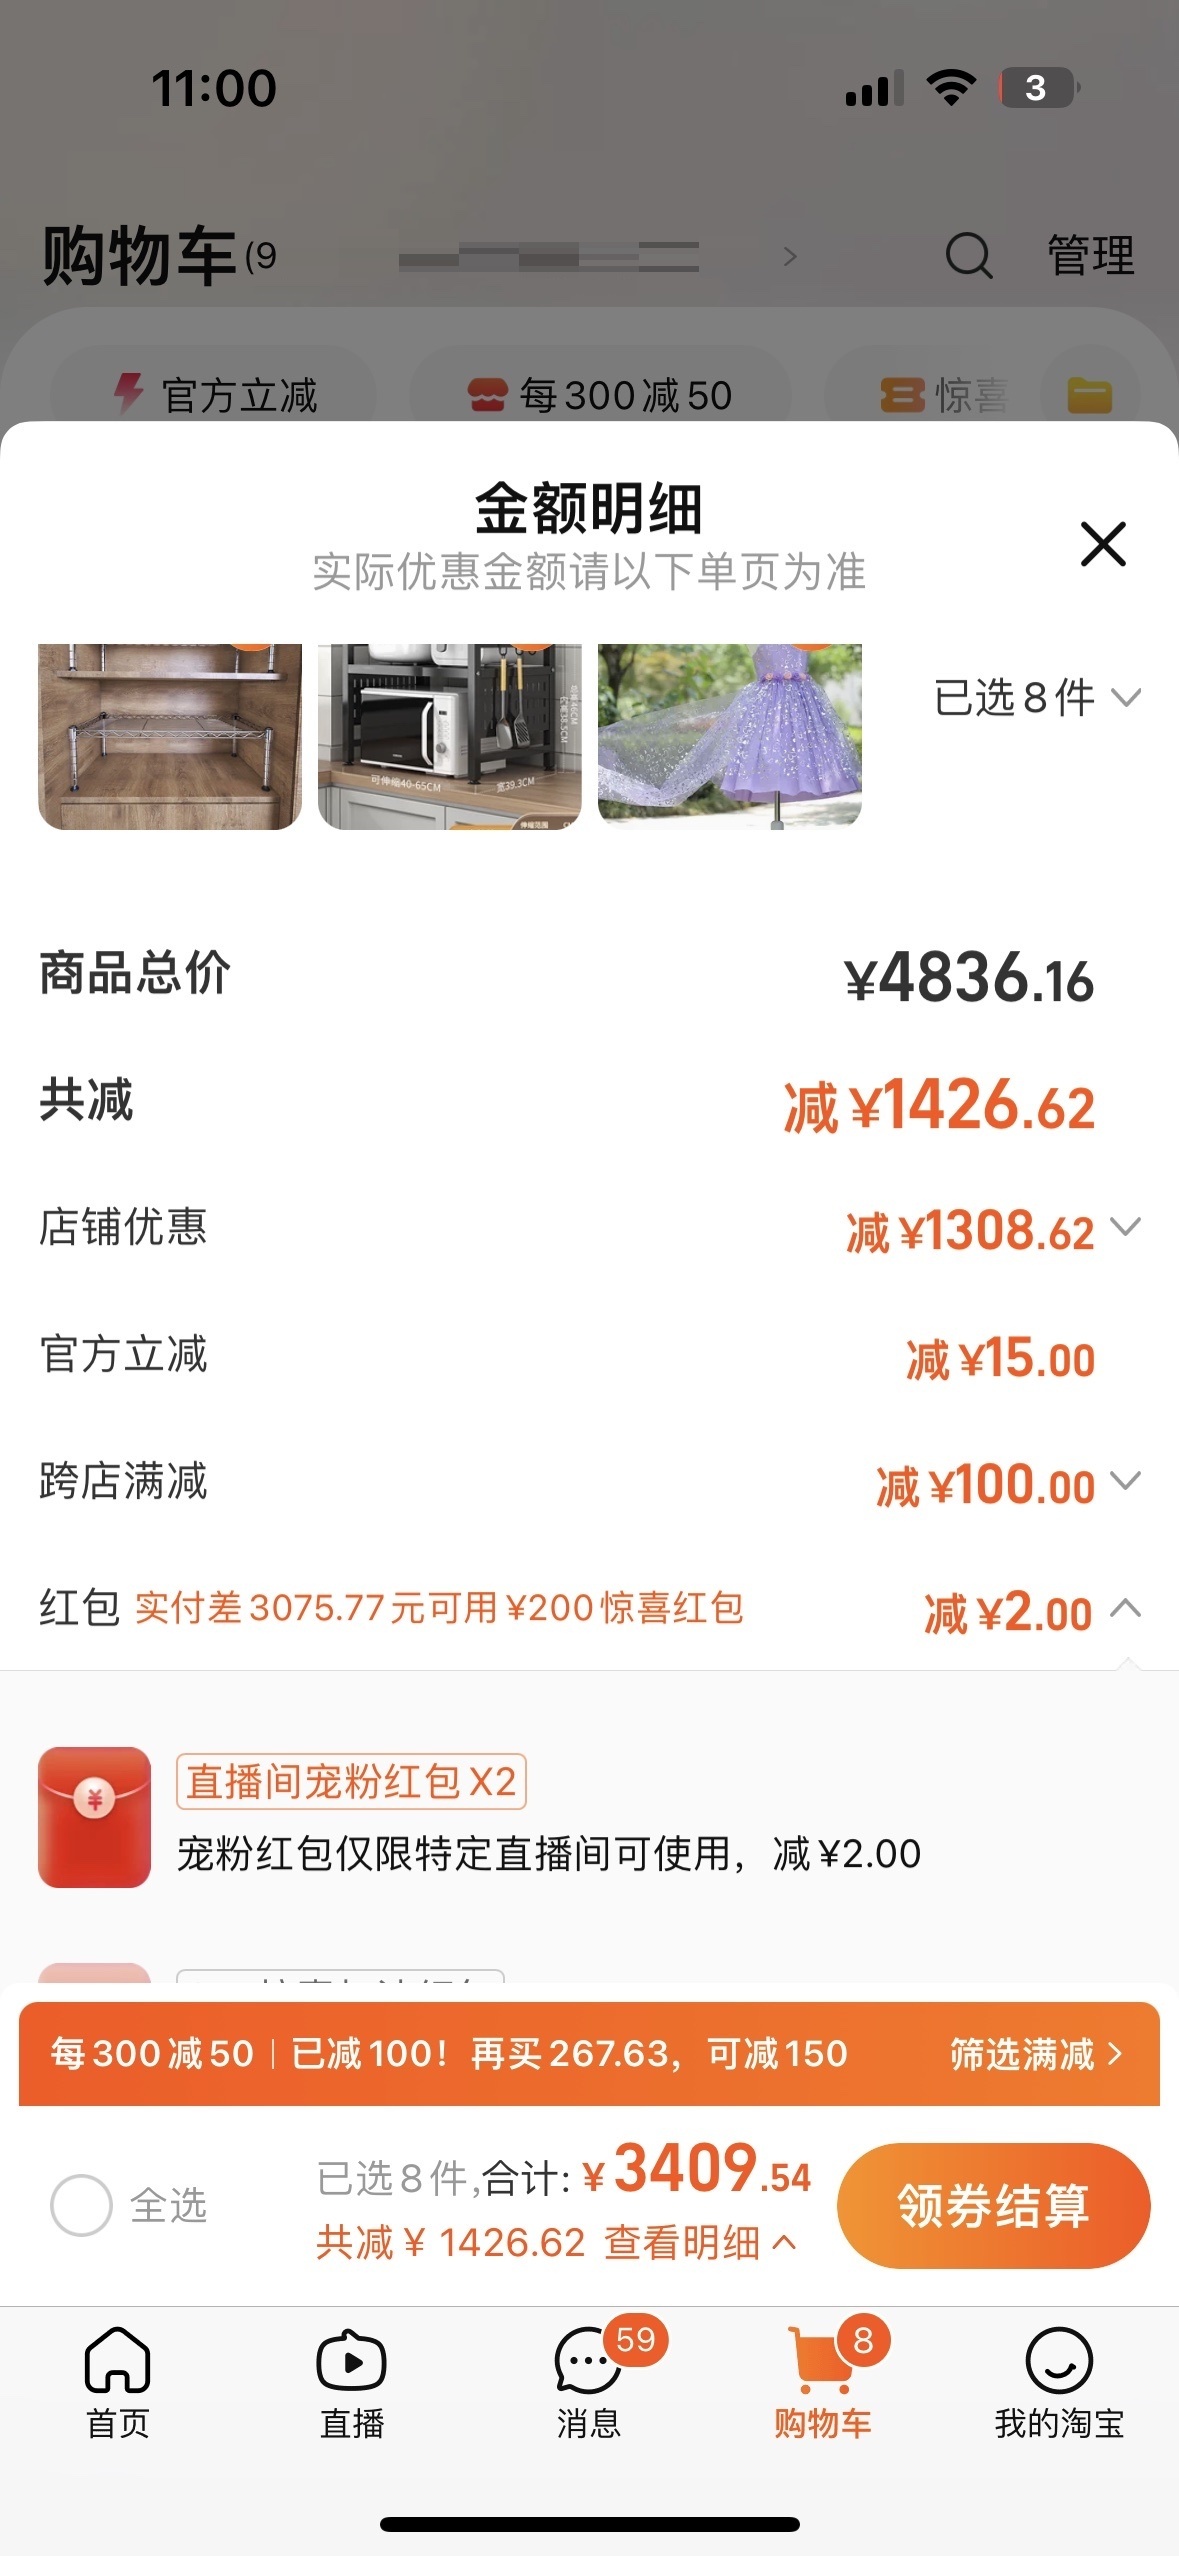 11:00
3
购物车(9
管理
官方立减
每300减50
惊喜
金额明细
实际优惠金额请以下单页为准
可伸缩40-65CM
宽39.3CM
伸缩范围
已选8件
商品总价
¥4836.16
共减
减¥1426.62
店铺优惠
减¥1308.62
官方立减
减¥15.00
跨店满减
减¥100.00
红包 实付差3075.77元可用¥200惊喜红包
减¥2.00
直播间宠粉红包X2
宠粉红包仅限特定直播间可使用，减¥2.00
每300减50|已减100！再买267.63，可减150
筛选满减
全选
已选8件,合计:¥3409.54
共减¥ 1426.62 查看明细
领券结算
59
8
首页
直播
消息
购物车
我的淘宝